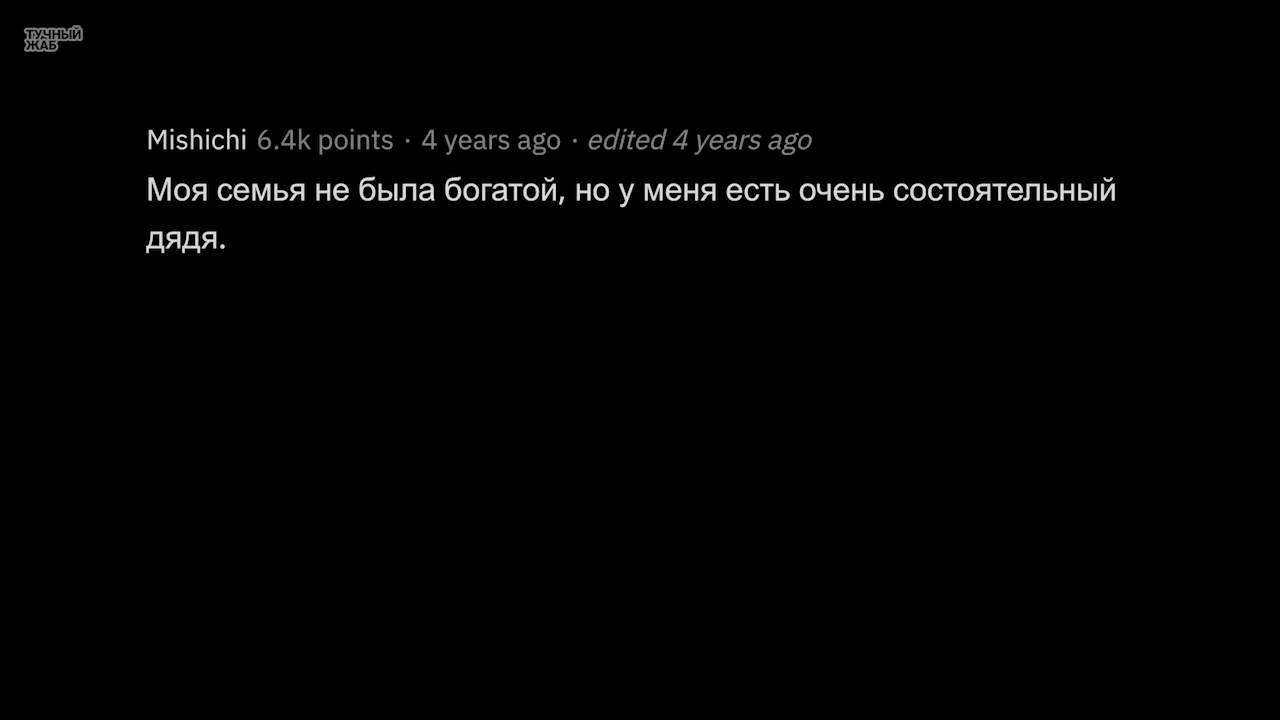 ТУЧНЫЙ
ЖАБ
Mishichi 6.4k points · 4 years ago · edited 4 years ago
Моя семья не была богатой, но у меня есть очень состоятельный
дядя.